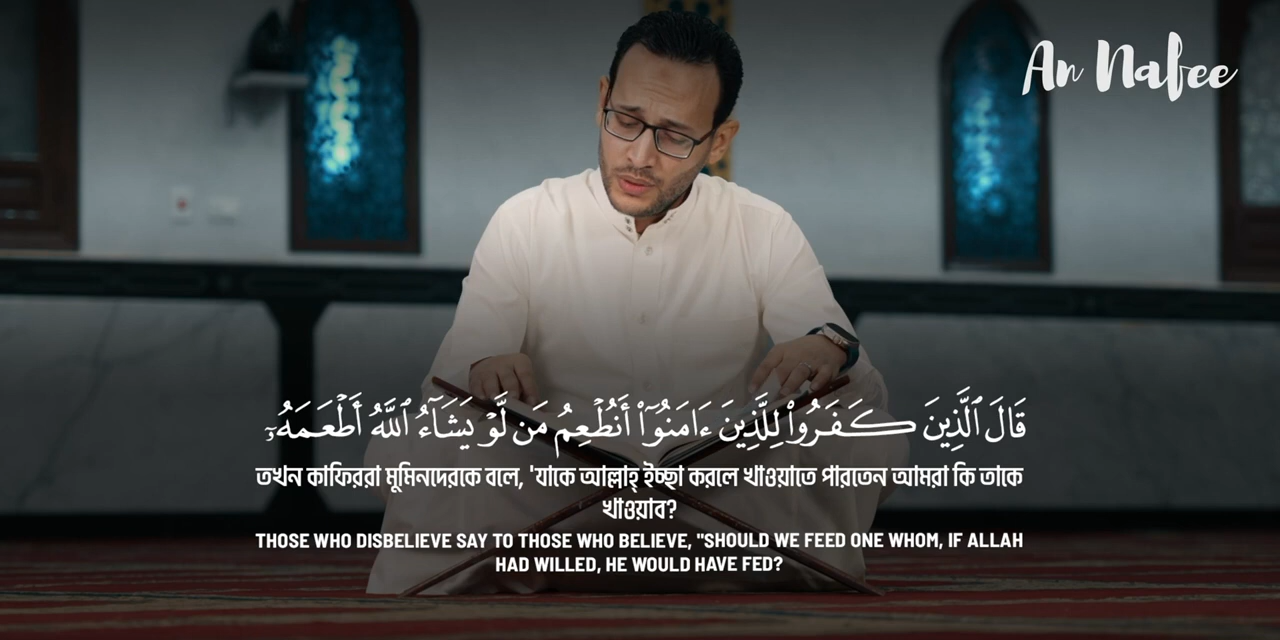 An Nafee
قَالَ ٱلَّذِينَ كَفَرُوا۟ لِلَّذِينَ ءَامَنُوٓا۟ أَنُطْعِمُ مَن لَّوْ يَشَآءُ ٱللَّهُ أَطْعَمَهُۥٓ
তখন কাফিররা মুমিনদেরকে বলে, 'যাকে আল্লাহ্ ইচ্ছা করলে খাওয়াতে পারতেন আমরা কি তাকে
খাওয়াব?
THOSE WHO DISBELIEVE SAY TO THOSE WHO BELIEVE, "SHOULD WE FEED ONE WHOM, IF ALLAH
HAD WILLED, HE WOULD HAVE FED?